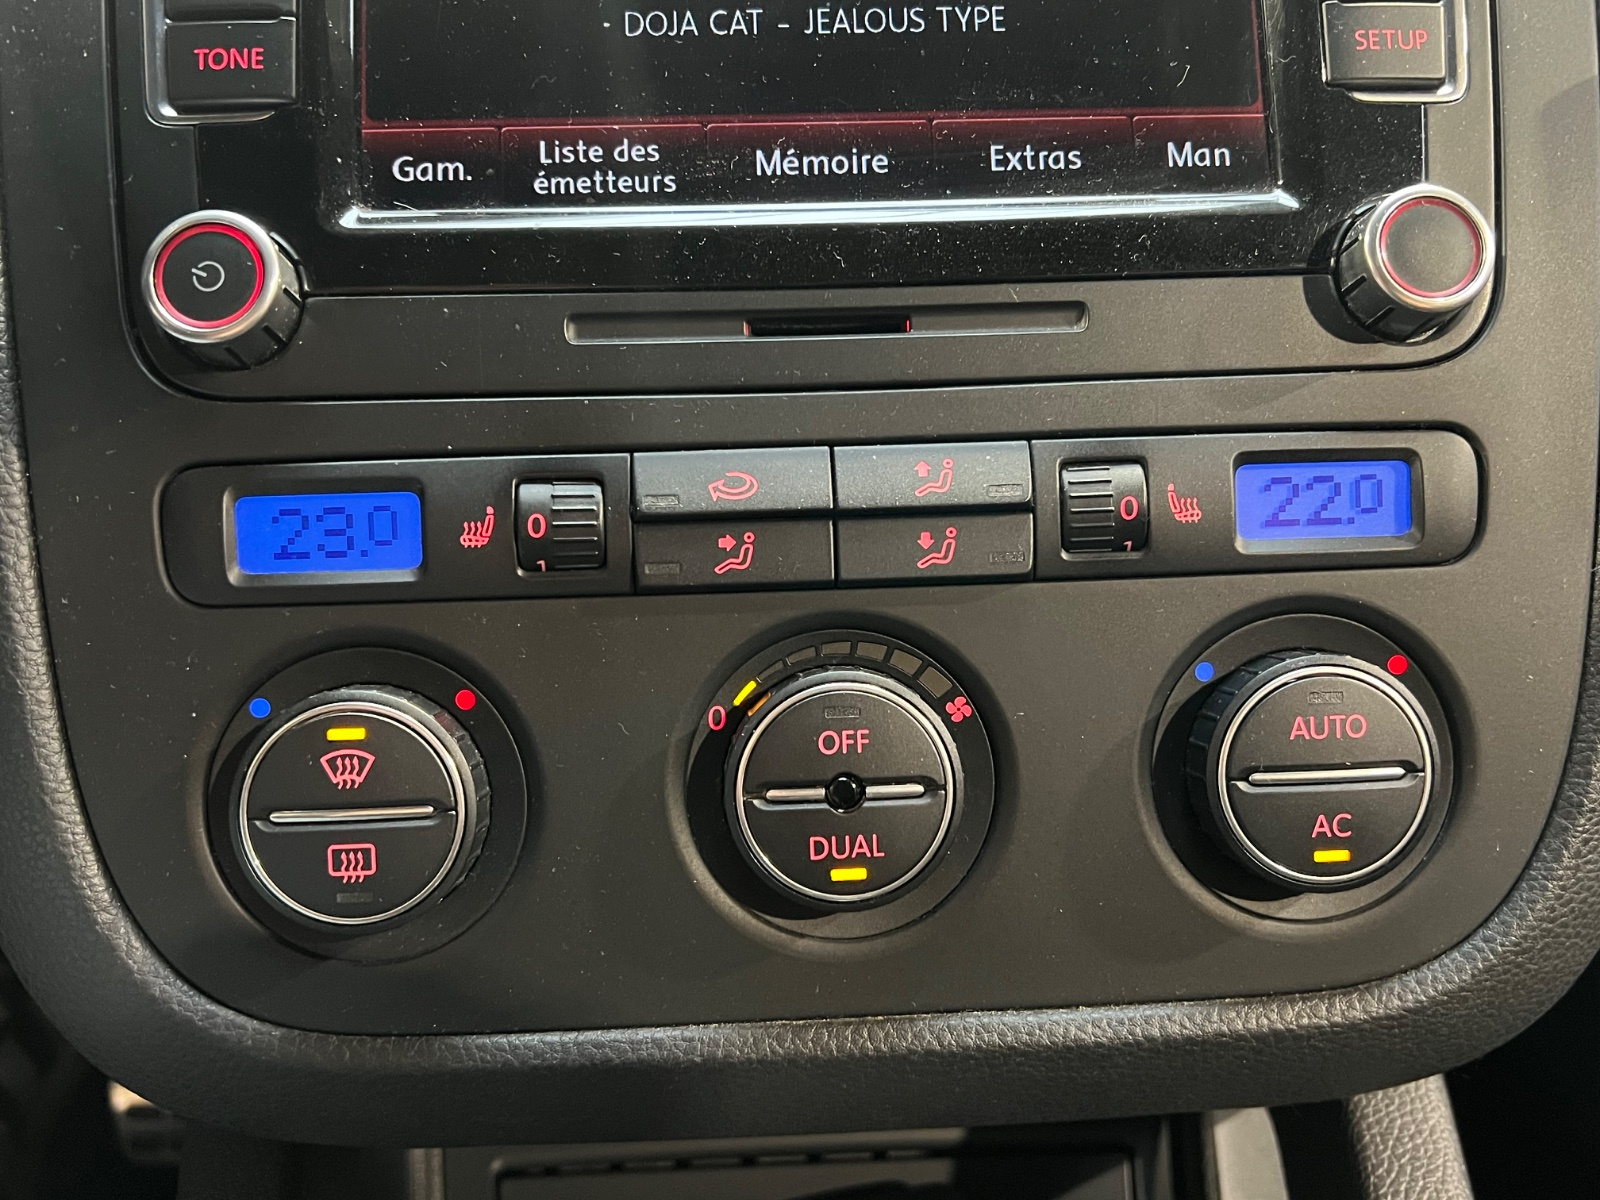 · DOJA CAT - JEALOUS TYPE
TONE
SETUP
Gam.
Liste des
émetteurs
Mémoire
Extras
Man
23.0
0
1
0
1
22.0
0
OFF
DUAL
AUTO
AC